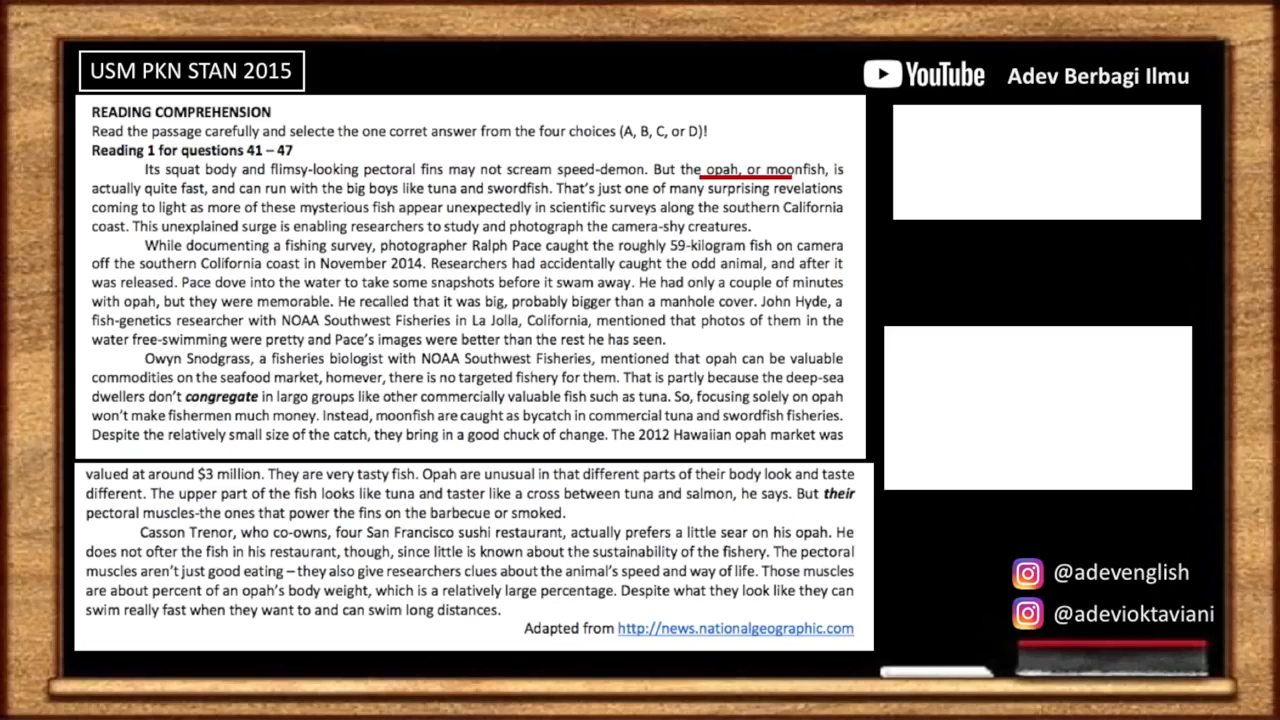 USM PKN STAN 2015
YouTube
Adev Berbagi Ilmu
READING COMPREHENSION
Read the passage carefully and selecte the one corret answer from the four choices (A, B, C, or D)!
Reading 1 for questions 41 – 47
Its squat body and flimsy-looking pectoral fins may not scream speed-demon. But the opah, or moonfish, is
actually quite fast, and can run with the big boys like tuna and swordfish. That's just one of many surprising revelations
coming to light as more of these mysterious fish appear unexpectedly in scientific surveys along the southern California
coast. This unexplained surge is enabling researchers to study and photograph the camera-shy creatures.
While documenting a fishing survey, photographer Ralph Pace caught the roughly 59-kilogram fish on camera
off the southern Colifornia coast in November 2014. Researchers had accidentally caught the odd animal, and after it
was released. Pace dove into the water to take some snapshots before it swam away. He had only a couple of minutes
with opah, but they were memorable. He recalled that it was big, probably bigger than a manhole cover. John Hyde, a
fish-genetics researcher with NOAA Southwest Fisheries in La Jolla, Colifornia, mentioned that photos of them in the
water free-swimming were pretty and Pace's images were better than the rest he has seen.
Owyn Snodgrass, a fisheries biologist with NOAA Southwest Fisheries, mentioned that opah can be valuable
commodities on the seafood market, homever, there is no targeted fishery for them. That is partly because the deep-sea
dwellers don't congregate in largo groups like other commercially valuable fish such as tuna. So, focusing solely on opah
won't make fishermen much money. Instead, moonfish are caught as bycatch in commercial tuna and swordfish fisheries.
Despite the relatively small size of the catch, they bring in a good chuck of change. The 2012 Hawaiian opah market was
valued at around $3 million. They are very tasty fish. Opah are unusual in that different parts of their body look and taste
different. The upper part of the fish looks like tuna and taster like a cross between tuna and salmon, he says. But their
pectoral muscles-the ones that power the fins on the barbecue or smoked.
Casson Trenor, who co-owns, four San Francisco sushi restaurant, actually prefers a little sear on his opah. He
does not ofter the fish in his restaurant, though, since little is known about the sustainability of the fishery. The pectoral
muscles aren't just good eating – they also give researchers clues about the animal's speed and way of life. Those muscles
are about percent of an opah's body weight, which is a relatively large percentage. Despite what they look like they can
swim really fast when they want to and can swim long distances.
Adapted from http://news.nationalgeographic.com
@adevenglish
@adevioktaviani